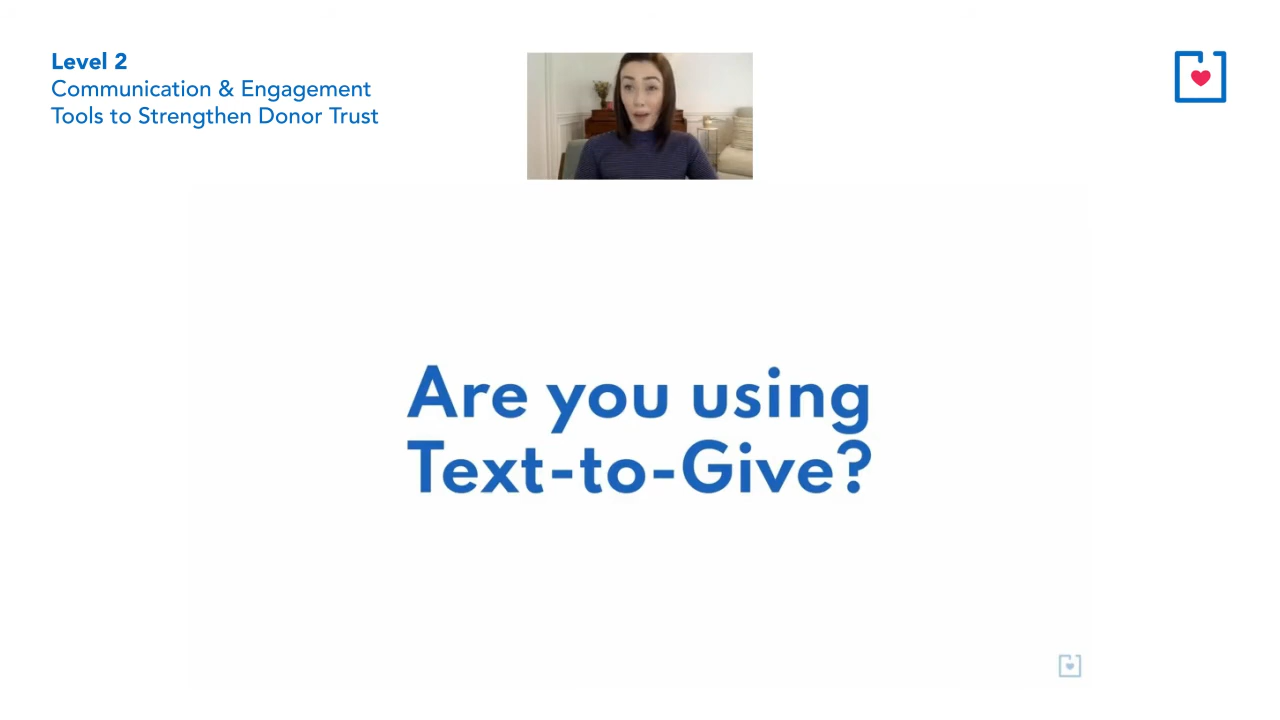 Level 2
Communication & Engagement
Tools to Strengthen Donor Trust
Are you using
Text-to-Give?